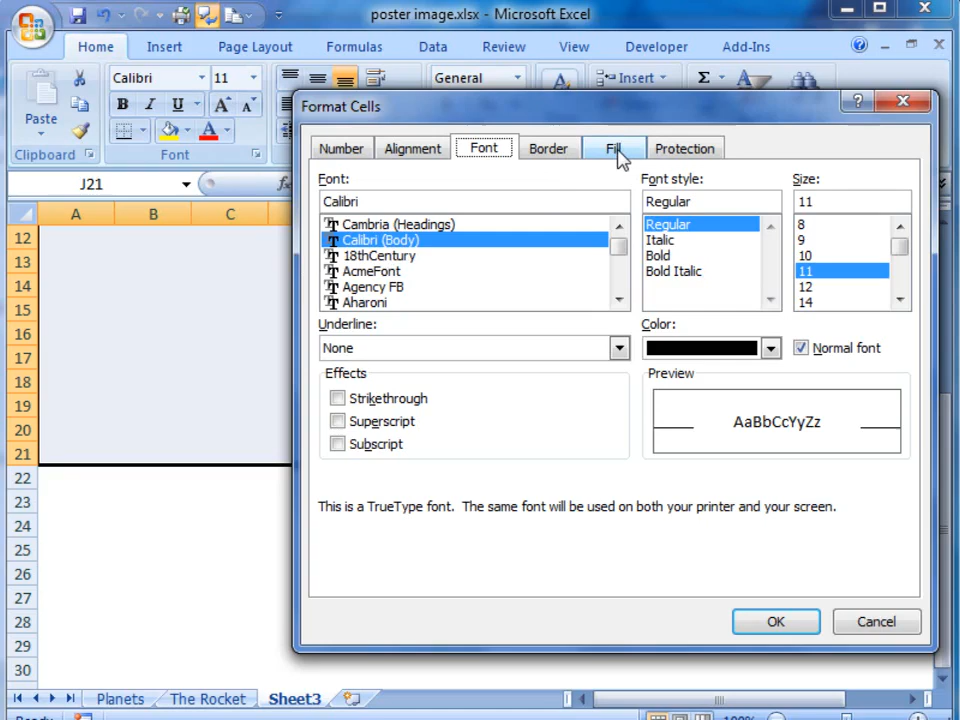 poster image.xlsx - Microsoft Excel
Home Insert Page Layout Formulas Data Review View Developer Add-Ins
Paste
Calibri 11 General Insert
B I U A A A
Clipboard Font
J21 fx
Format Cells
Number Alignment Font Border Fill Protection
Font: Font style: Size:
Calibri Regular 11
Cambria (Headings) Regular 8
Calibri (Body) Italic 9
18thCentury Bold 10
AcmeFont Bold Italic 11
Agency FB 12
Aharoni 14
Underline: Color:
None Normal font
Effects Preview
Strikethrough
Superscript AaBbCcYyZz
Subscript
This is a TrueType font. The same font will be used on both your printer and your screen.
OK Cancel
A B C
12
13
14
15
16
17
18
19
20
21
22
23
24
25
26
27
28
29
30
Planets The Rocket Sheet3